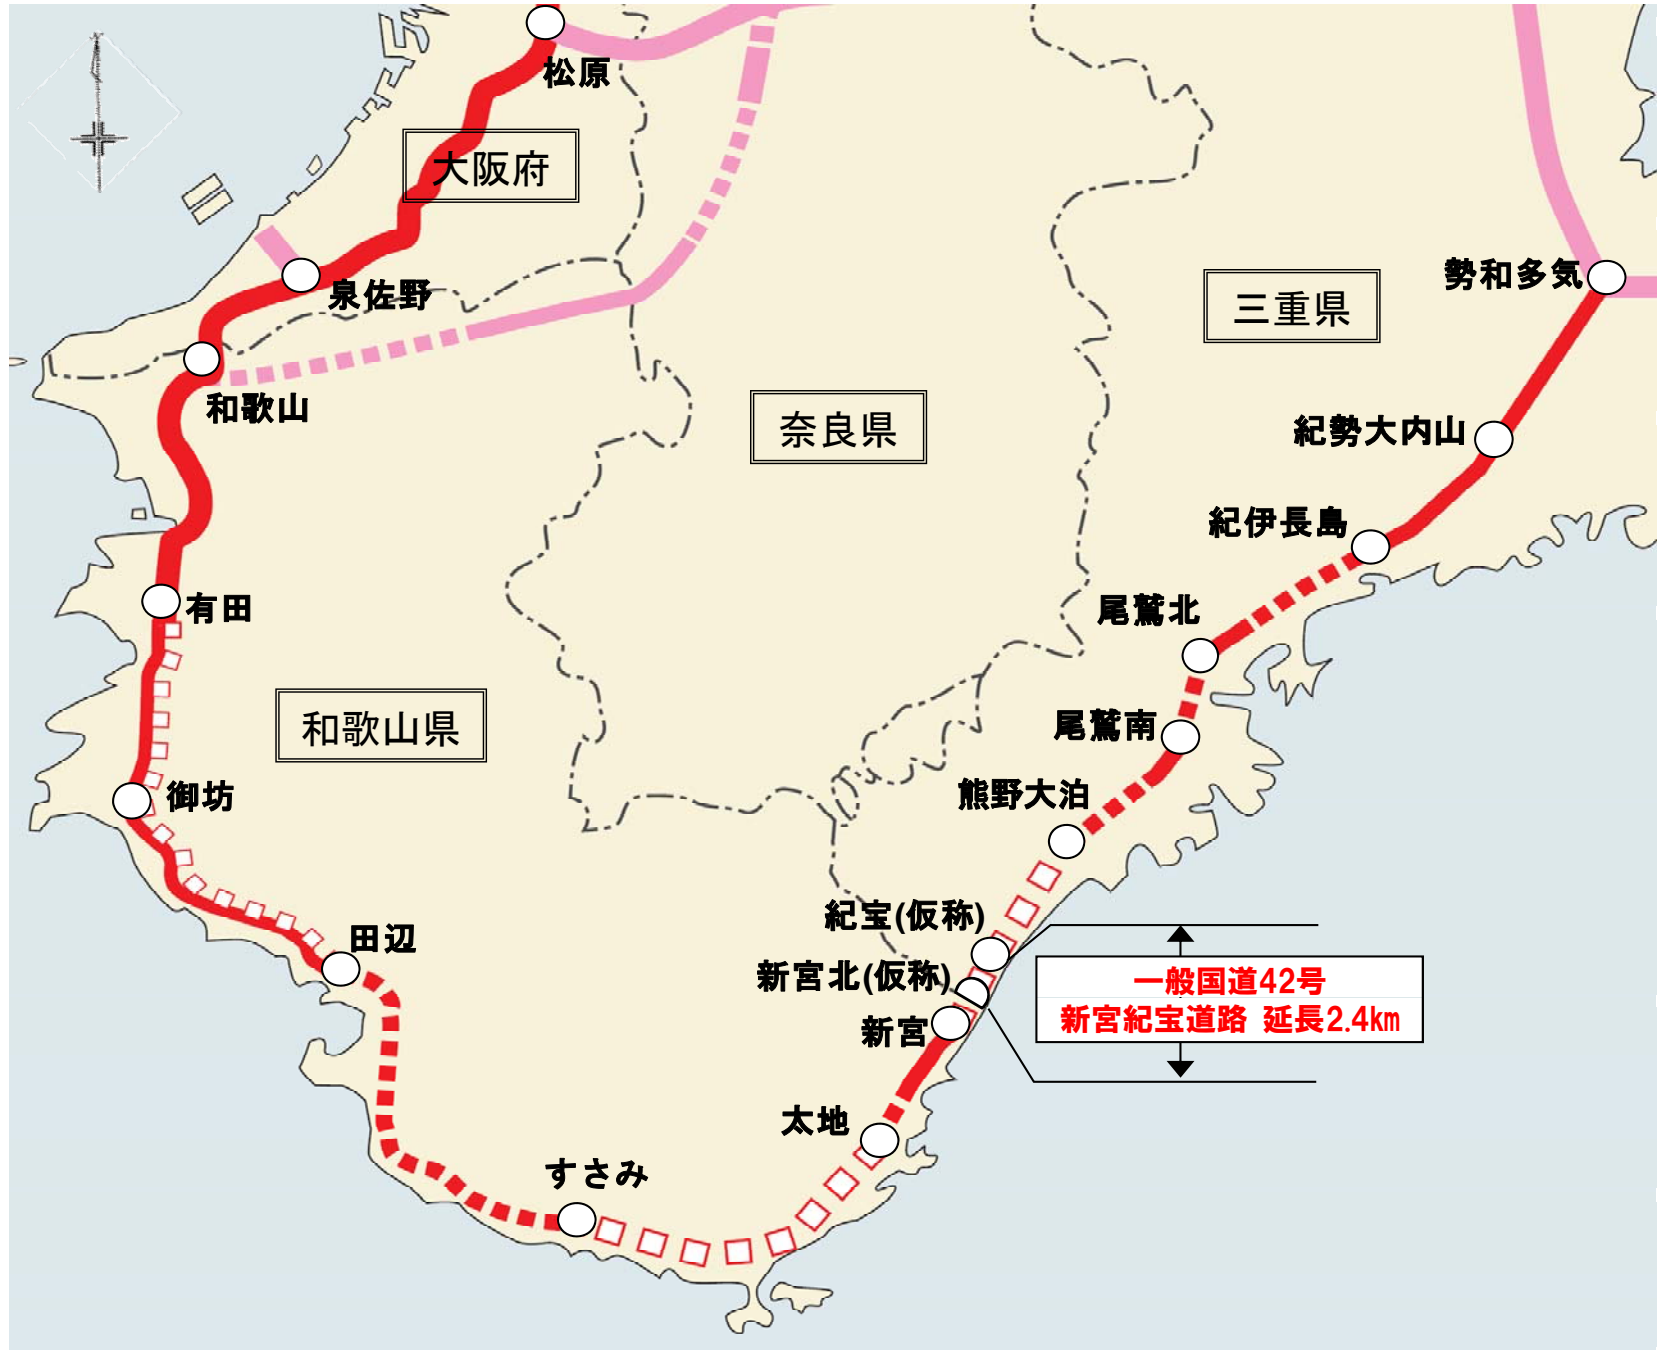 松原
大阪府
泉佐野
勢和多気
三重県
和歌山
奈良県
紀勢大内山
紀伊長島
有田
尾鷲北
和歌山県
尾鷲南
御坊
熊野大泊
紀宝(仮称)
田辺
新宮北(仮称)
一般国道42号
新宮紀宝道路 延長2.4km
新宮
太地
すさみ